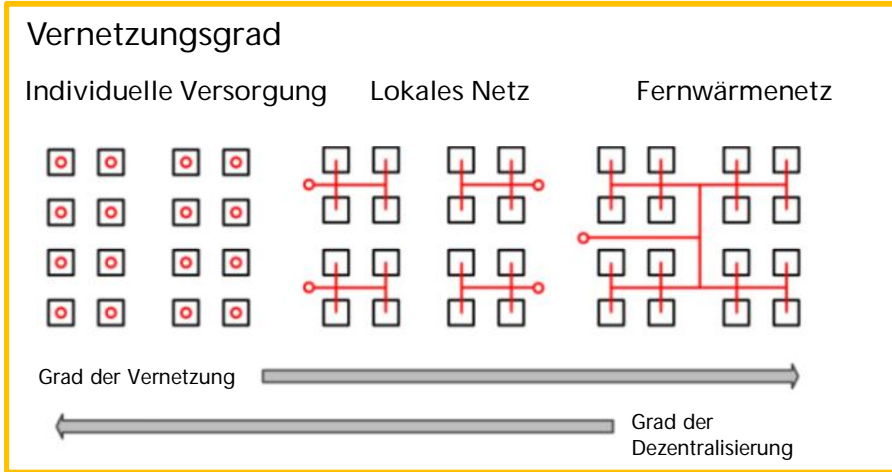 Vernetzungsgrad
Individuelle Versorgung
Lokales Netz
Fernwärmenetz
Grad der Vernetzung
Grad der
Dezentralisierung